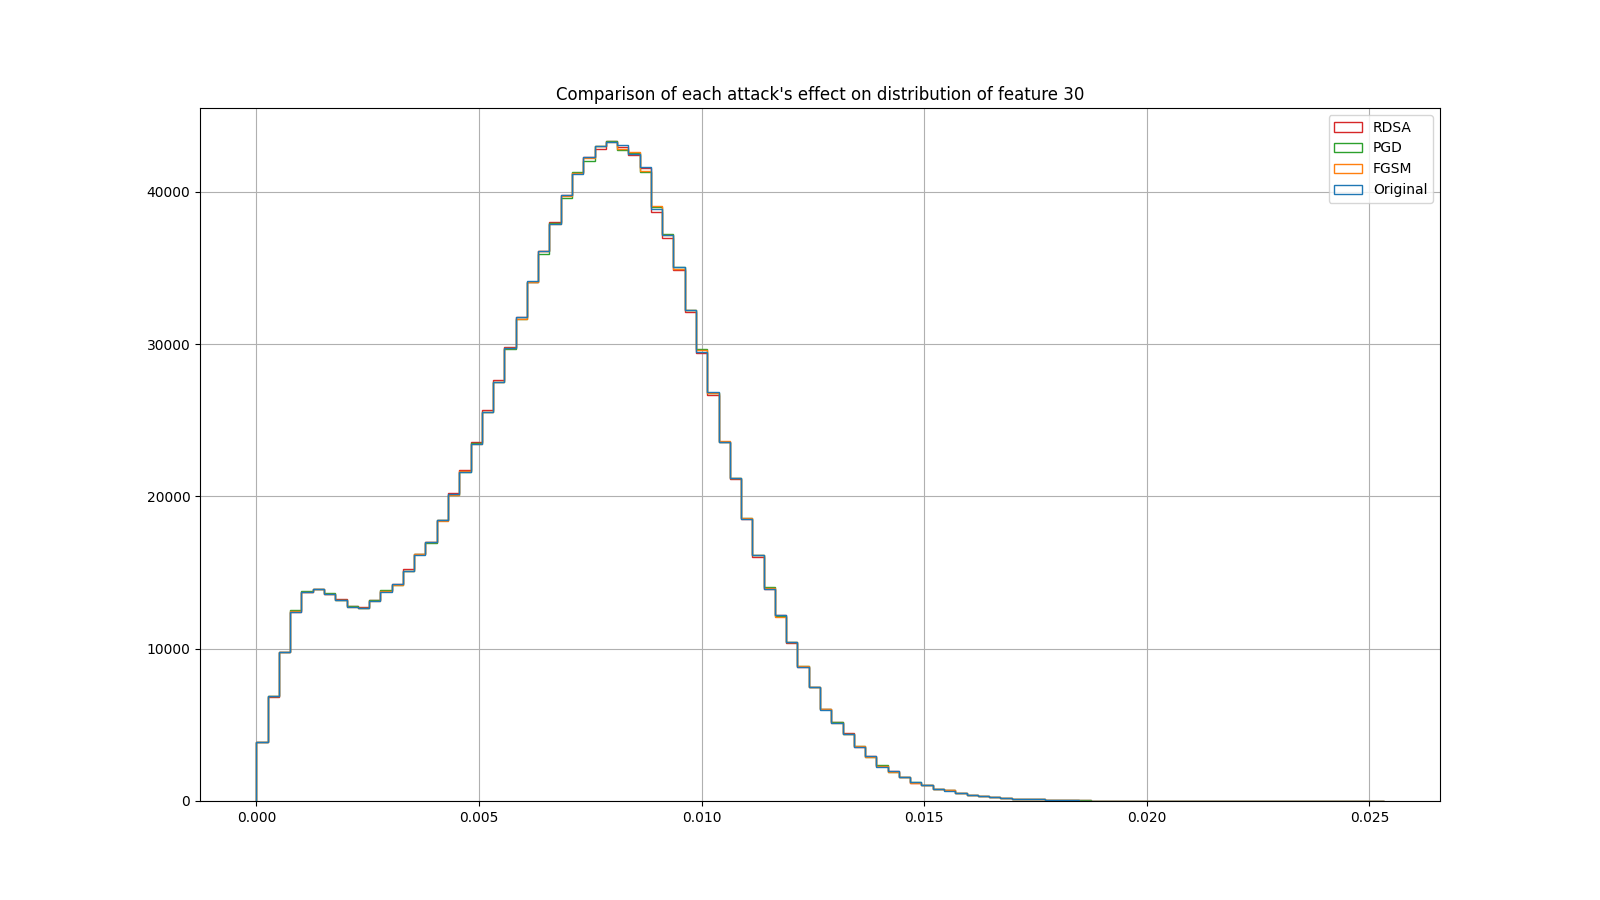 Comparison of each attack's effect on distribution of feature 30
RDSA
PGD
FGSM
Original
40000
30000
20000
10000
0
0.000 0.005 0.010 0.015 0.020 0.025